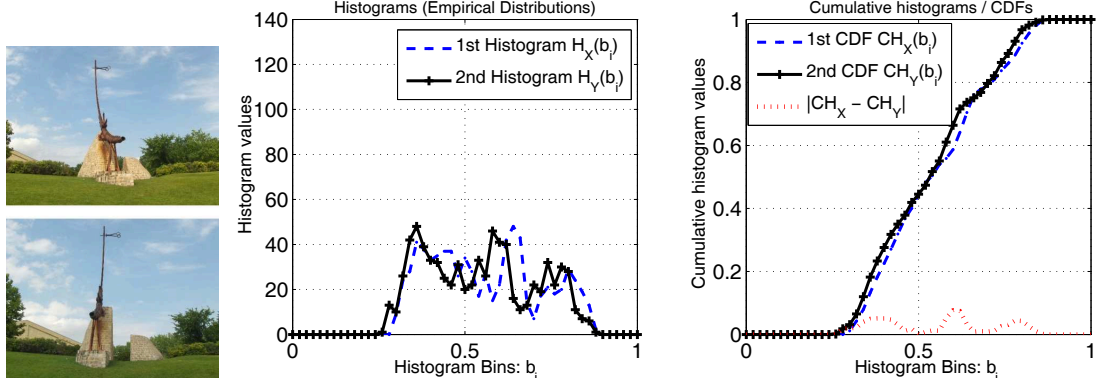 Histograms (Empirical Distributions)
140
120
100
80
60
40
20
0
Histogram values
1st Histogram H_X(b_i)
2nd Histogram H_Y(b_i)
0 0.5 1
Histogram Bins: b_i
Cumulative histograms / CDFs
1
0.8
0.6
0.4
0.2
0
Cumulative histogram values
1st CDF CH_X(b_i)
2nd CDF CH_Y(b_i)
|CH_X − CH_Y|
0 0.5 1
Histogram Bins: b_i